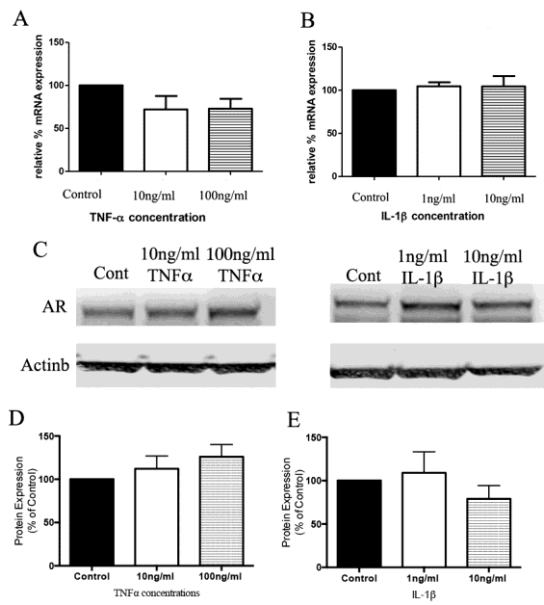 A
relative % mRNA expression
150
100
50
0
Control
10ng/ml
100ng/ml
TNF-α concentration
B
relative % mRNA expression
150
100
50
0
Control
1ng/ml
10ng/ml
IL-1β concentration
C
Cont
10ng/ml
TNFα
100ng/ml
TNFα
Cont
1ng/ml
IL-1β
10ng/ml
IL-1β
AR
Actinb
D
Protein Expression
(% of Control)
150
100
50
0
Control
10ng/ml
100ng/ml
TNFα concentrations
E
Protein Expression
(% of Control)
150
100
50
0
Control
1ng/ml
10ng/ml
IL-1β